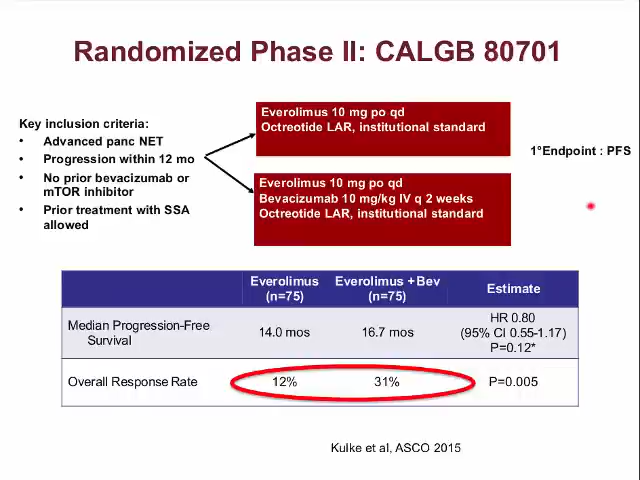 Randomized Phase II: CALGB 80701
Key inclusion criteria:
• Advanced panc NET
• Progression within 12 mo
• No prior bevacizumab or
mTOR inhibitor
• Prior treatment with SSA
allowed
Everolimus 10 mg po qd
Octreotide LAR, institutional standard
Everolimus 10 mg po qd
Bevacizumab 10 mg/kg IV q 2 weeks
Octreotide LAR, institutional standard
1°Endpoint : PFS
Everolimus (n=75) Everolimus +Bev (n=75) Estimate
Median Progression-Free
Survival
14.0 mos
16.7 mos
HR 0.80
(95% CI 0.55-1.17)
P=0.12*
Overall Response Rate 12% 31% P=0.005
Kulke et al, ASCO 2015